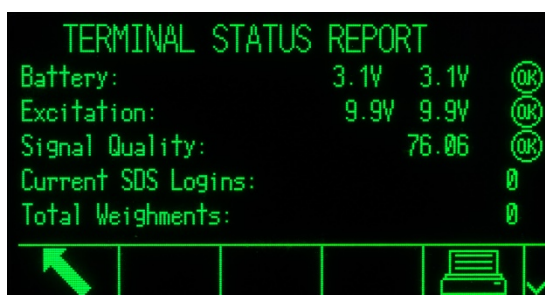 TERMINAL STATUS REPORT
Battery: 3.1V 3.1V OK
Excitation: 9.9V 9.9V OK
Signal Quality: 76.06 OK
Current SDS Logins: 0
Total Weighments: 0